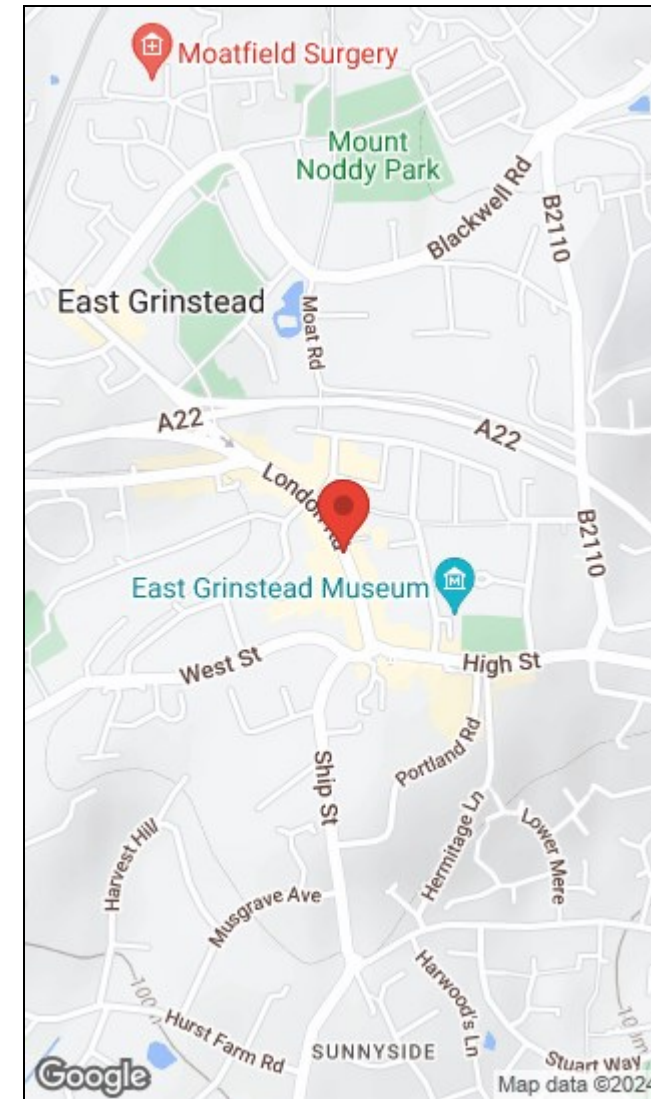 Moatfield Surgery
Mount
Noddy Park
Blackwell Rd
B2110
East Grinstead
Moat Rd
A22
A22
London Rd
B2110
East Grinstead Museum
M
West St
High St
Ship St
Portland Rd
Hermitage Ln
Lower Mere
Harvest Hill
Musgrave Ave
Harwood's Ln
Hurst Farm Rd
SUNNYSIDE
Stuart Way
Google
Map data ©2024